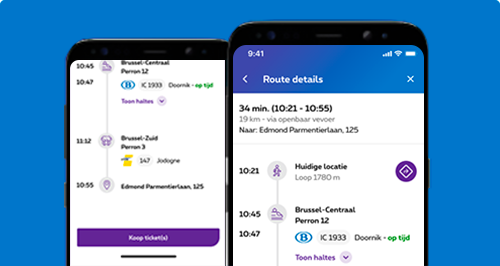 10:45
Brussel-Centraal
Perron 12
10:47
B IC 1933 Doornik - op tijd
Toon haltes
11:12
Brussel-Zuid
Perron 3
147 Jodogne
10:55
Edmond Parmentierlaan, 125
Koop ticket(s)
9:41
Route details
34 min. (10:21 - 10:55)
19 km - via openbaar vevoer
Naar: Edmond Parmentierlaan, 125
10:21
Huidige locatie
Loop 1780 m
10:45
Brussel-Centraal
Perron 12
10:47
B IC 1933 Doornik - op tijd
Toon haltes